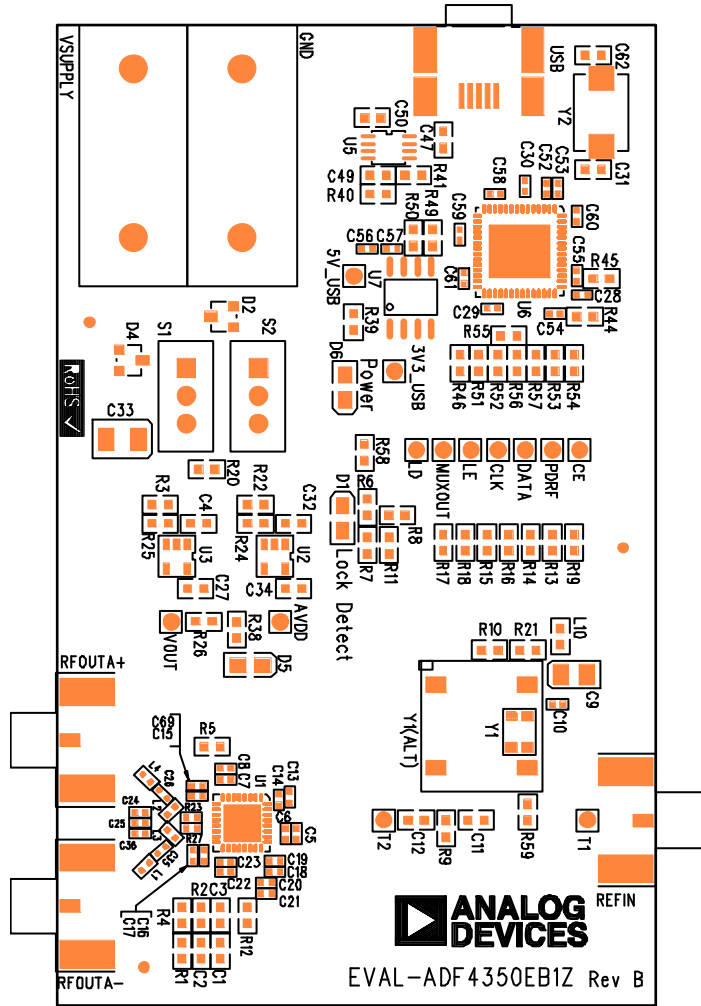 VSUPPLY
GND
USB
C62
Y2
C31
C50
U5
C47
R41
C49
R40
C58
C30
C52
C53
C60
C59
R50
R49
C56
C57
5V_USB
U7
C61
C55
R45
C28
U6
C29
C54
R44
R39
R55
D2
D4
S1
S2
D6
Power
3V3_USB
R46
R51
R52
R56
R57
R53
R54
RoHS
C33
R58
LD
MUXOUT
LE
CLK
DATA
PDRF
CE
R20
D1
R6
R3
R22
C4
C32
R8
R25
R24
U3
U2
R7
R11
Lock Detect
R17
R18
R15
R16
R14
R13
R19
C27
C34
VOUT
R26
R38
AVDD
D5
L10
R10
R21
C9
C10
RFOUTA+
Y1(ALT)
Y1
C69
C15
R5
L4
C26
C8
C7
U1
C14
C13
C24
C25
C36
R23
C6
C5
R27
C35
L1
C23
C22
C19
C18
C20
C21
T2
C12
R9
C11
R59
T1
REFIN
C17
C16
R4
R2
C3
R12
R1
C2
C1
RFOUTA-
ANALOG
DEVICES
EVAL-ADF4350EB1Z Rev B